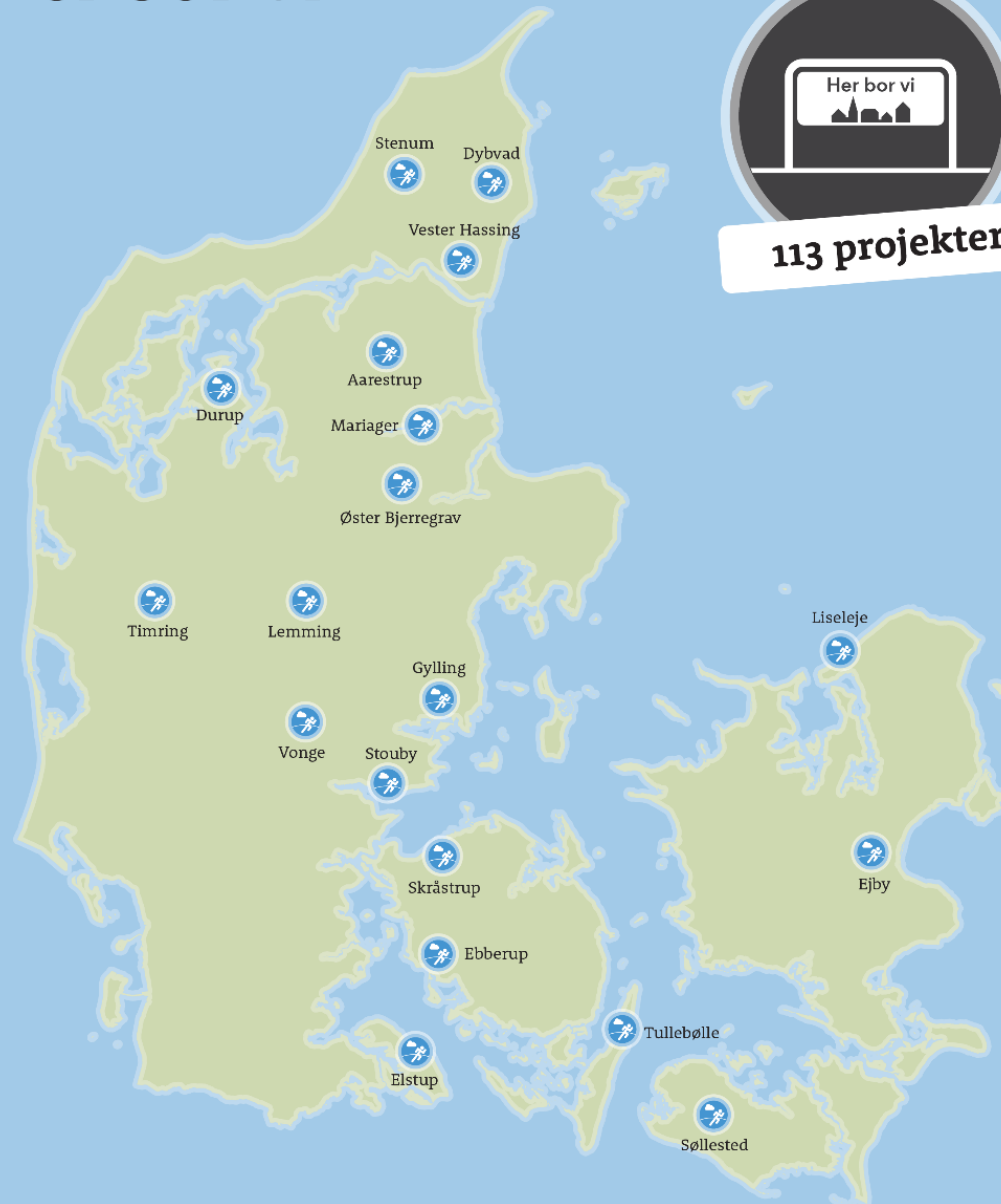 Her bor vi
113 projekter
Stenum
Dybvad
Vester Hassing
Aarestrup
Durup
Mariager
Øster Bjerregrav
Timring
Lemming
Liseleje
Gylling
Vonge
Stouby
Skråstrup
Ejby
Ebberup
Tullebølle
Elstup
Søllested